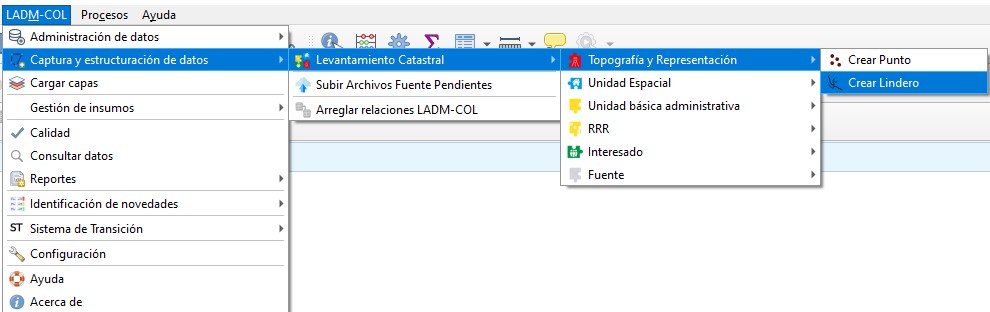 LADM-COL Procesos Ayuda
Administración de datos
Captura y estructuración de datos
Cargar capas
Gestión de insumos
Calidad
Consultar datos
Reportes
Identificación de novedades
ST Sistema de Transición
Configuración
Ayuda
Acerca de
Levantamiento Catastral
Subir Archivos Fuente Pendientes
Arreglar relaciones LADM-COL
Topografía y Representación
Unidad Espacial
Unidad básica administrativa
RRR
Interesado
Fuente
Crear Punto
Crear Lindero